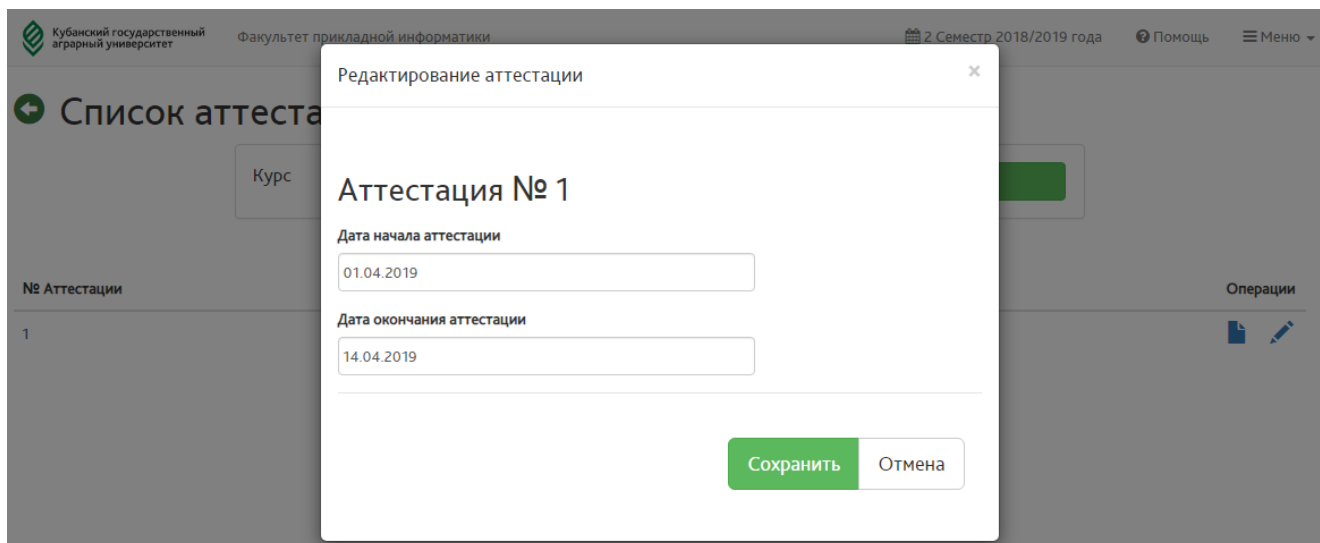 Кубанский государственный
аграрный университет
Факультет прикладной информатики
2 Семестр 2018/2019 года
Помощь
Меню
Список аттеста
Курс
№ Аттестации
Операции
1
Редактирование аттестации
×
Аттестация № 1
Дата начала аттестации
01.04.2019
Дата окончания аттестации
14.04.2019
Сохранить
Отмена